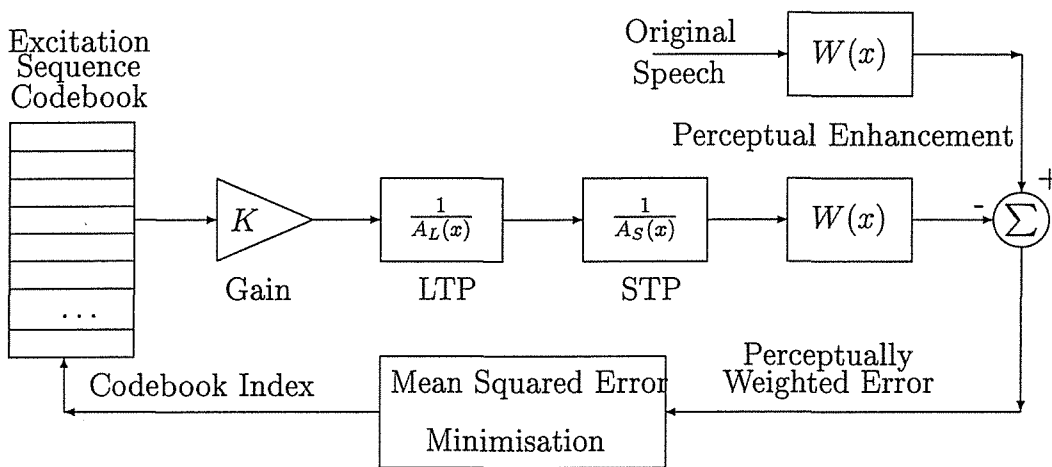 Excitation
Sequence
Codebook
Original
Speech
W(x)
Perceptual Enhancement
+
K
1
A_L(x)
1
A_S(x)
W(x)
-
Σ
Gain
LTP
STP
...
Codebook Index
Mean Squared Error
Minimisation
Perceptually
Weighted Error